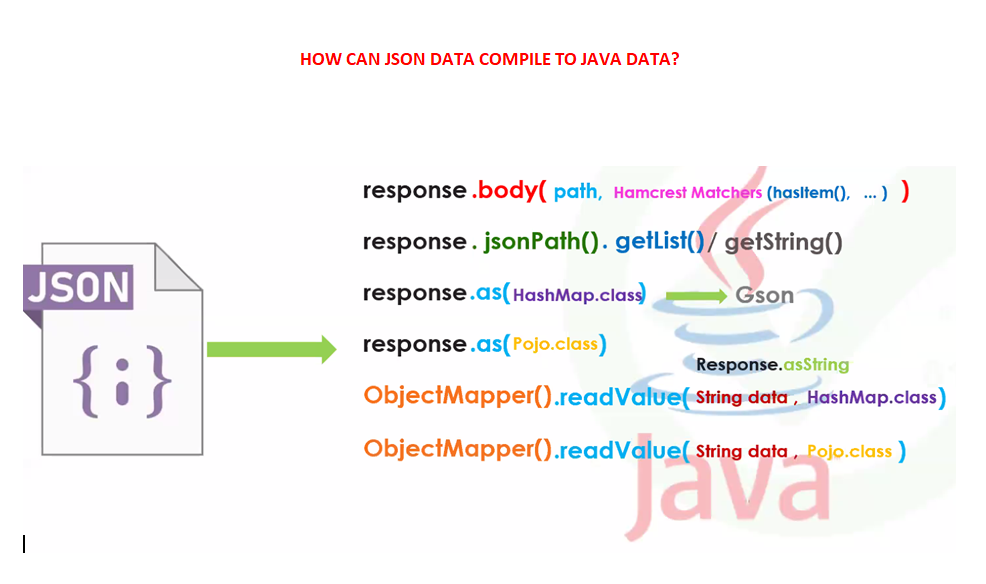 HOW CAN JSON DATA COMPILE TO JAVA DATA?
response .body( path, Hamcrest Matchers (hasItem(), ... ) )
response . jsonPath(). getList() / getString()
JSON
response .as( HashMap.class) Gson
{i}
response .as( Pojo.class )
Response.asString
ObjectMapper().readValue( String data , HashMap.class )
ObjectMapper().readValue( String data , Pojo.class )
Java